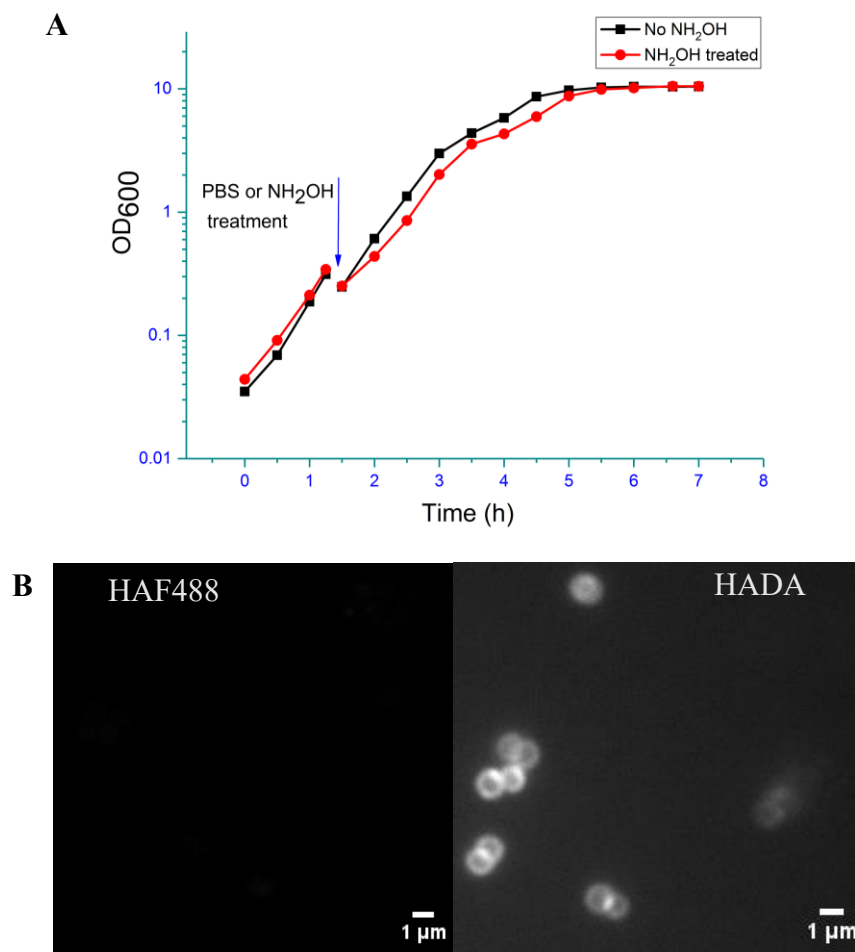 A
No NH₂OH
NH₂OH treated
PBS or NH₂OH
treatment
OD600
10
1
0.1
0.01
0 1 2 3 4 5 6 7 8
Time (h)
B
HAF488
HADA
1 µm
1 µm